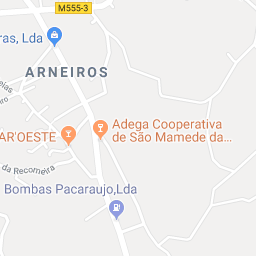 M555-3
ras, Lda
ARNEIROS
Adega Cooperativa
de São Mamede da...
AR'OESTE
da Recomeira
Bombas Pacaraujo,Lda